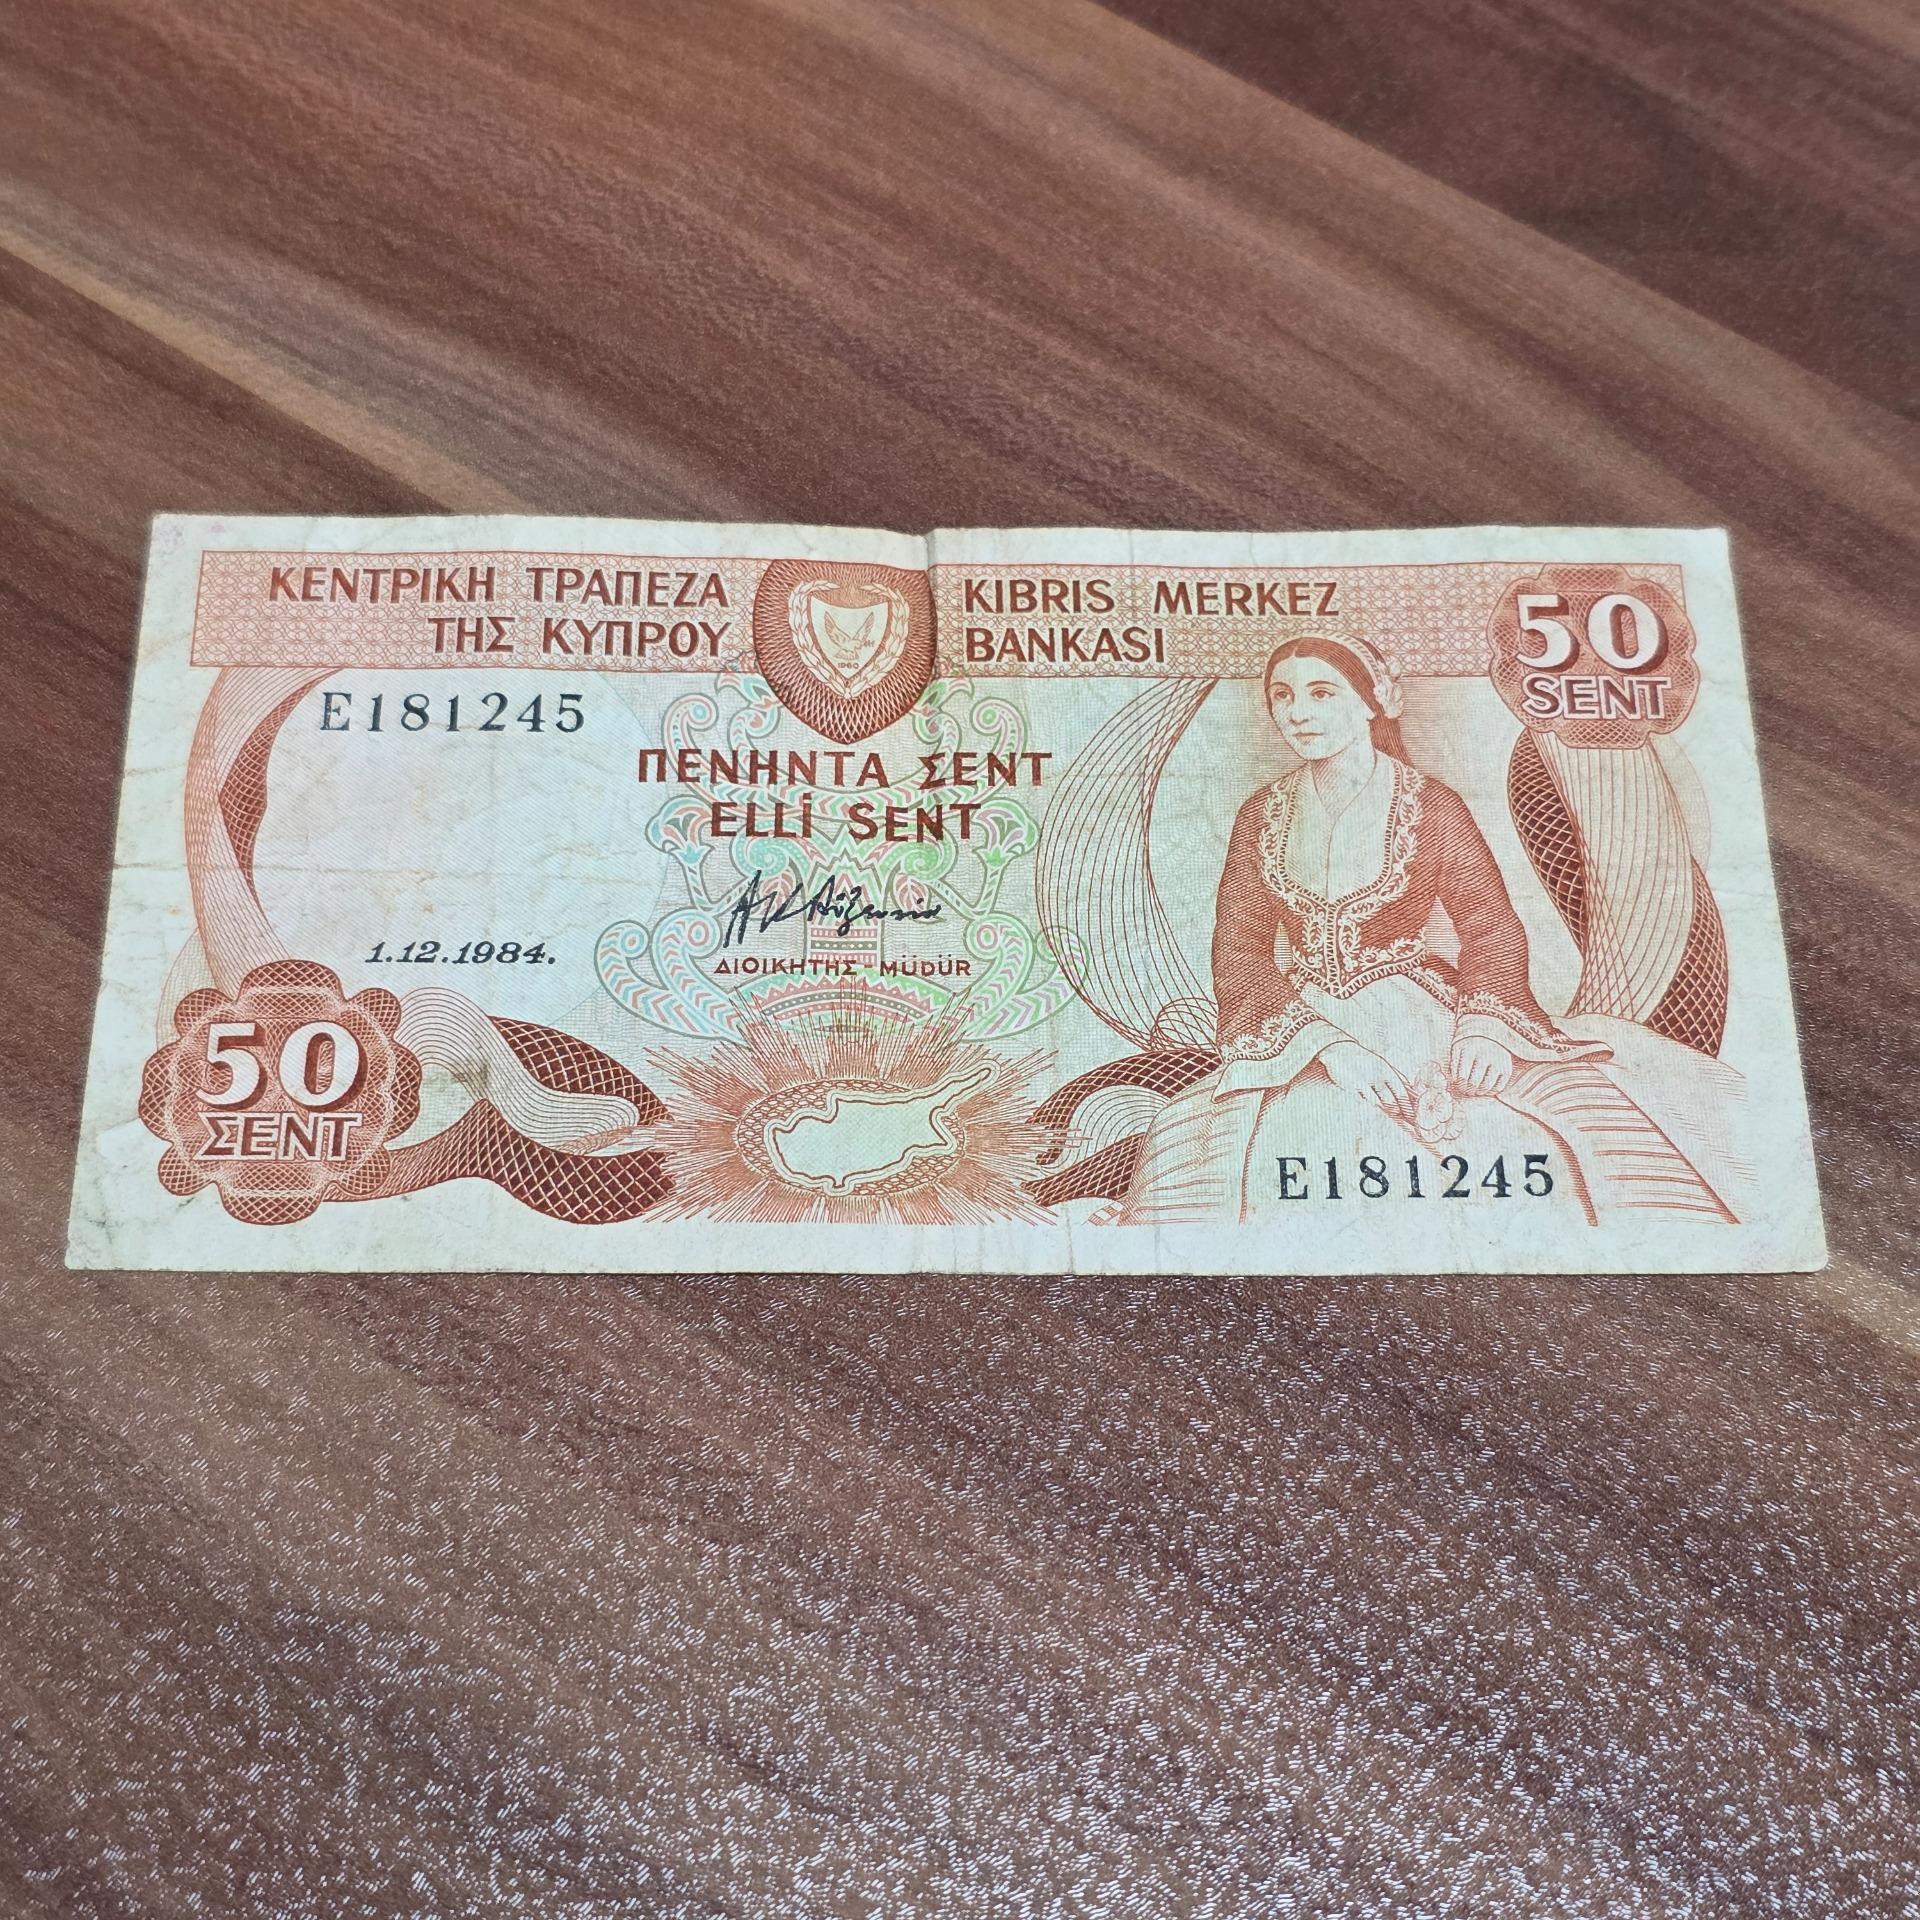 ΚΕΝΤΡΙΚΗ ΤΡΑΠΕΖΑ
ΤΗΣ ΚΥΠΡΟΥ
KIBRIS MERKEZ
BANKASI
50
SENT
1960
E181245
ΠΕΝΗΝΤΑ ΣΕΝΤ
ELLİ SENT
1.12.1984.
ΔΙΟΙΚΗΤΗΣ - MÜDÜR
50
ΣΕΝΤ
E181245